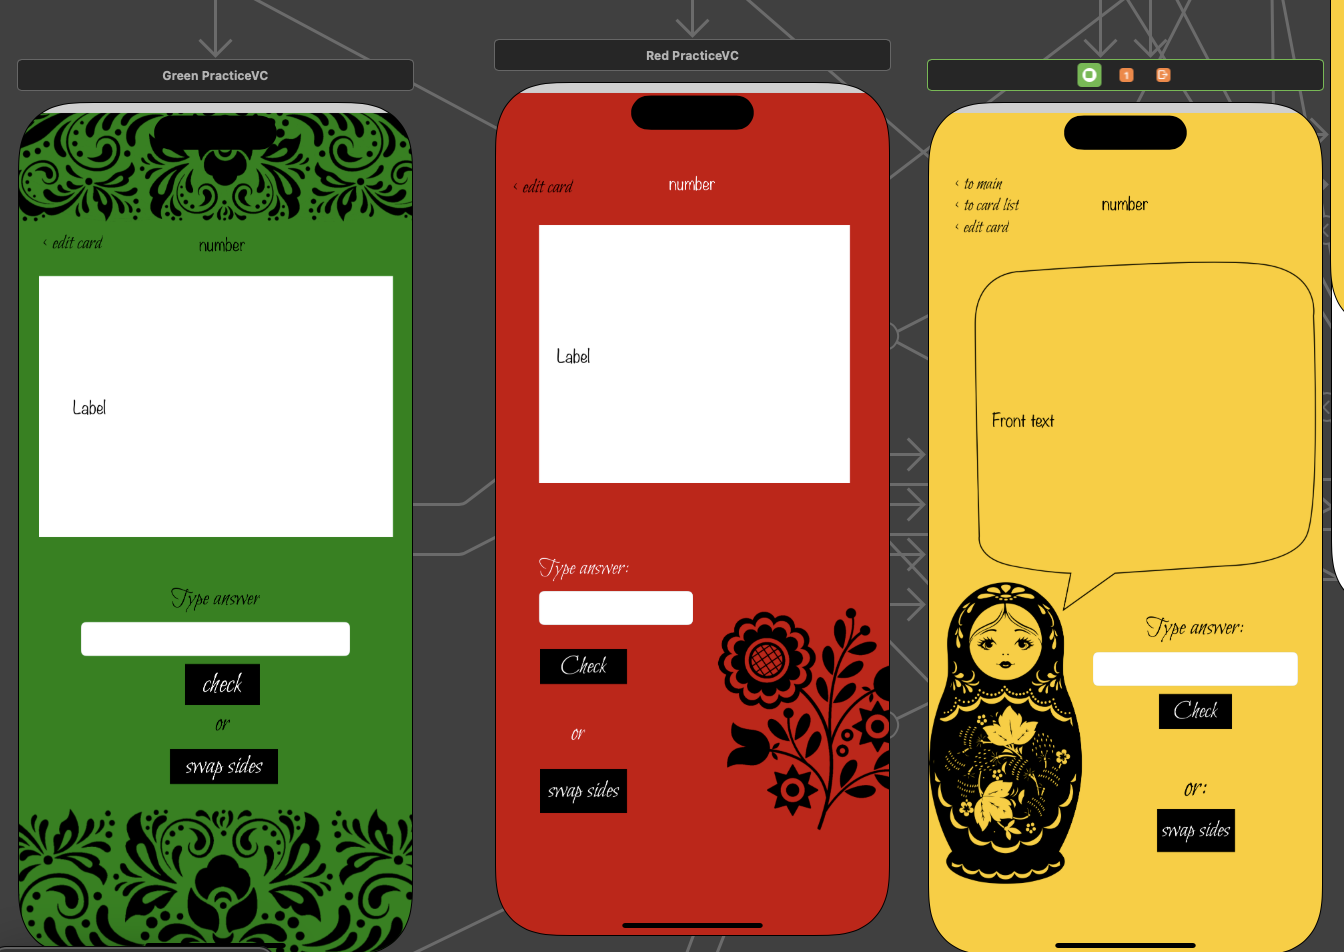 Green PracticeVC
Red PracticeVC
1
‹ edit card
number
Label
Type answer
check
or
swap sides
‹ edit card
number
Label
Type answer:
Check
or
swap sides
‹ to main
‹ to card list
‹ edit card
number
Front text
Type answer:
Check
or:
swap sides